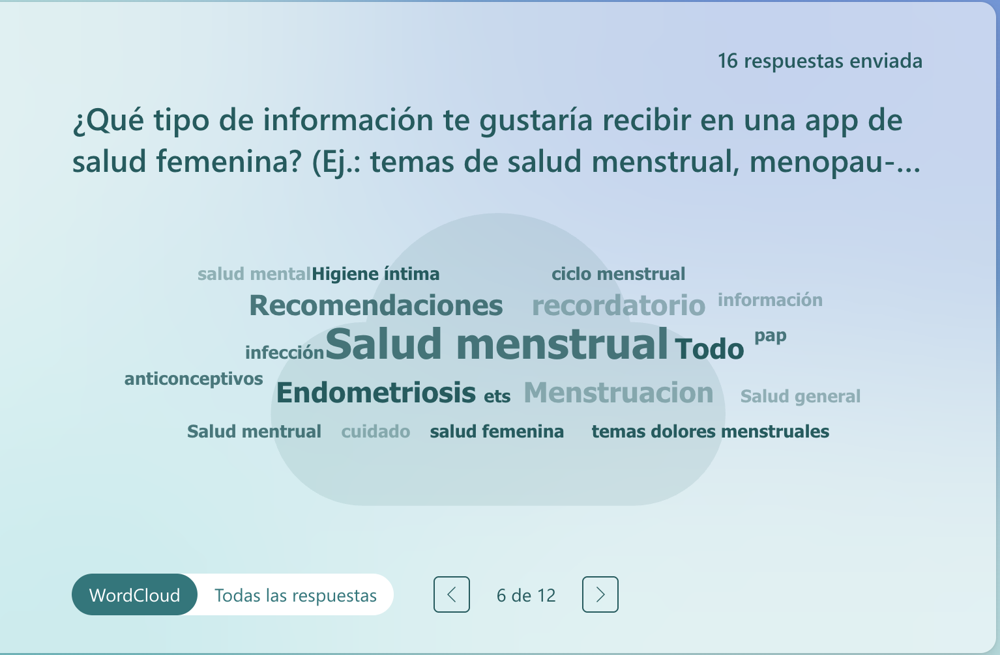 16 respuestas enviada
¿Qué tipo de información te gustaría recibir en una app de
salud femenina? (Ej.: temas de salud menstrual, menopau-...
salud mental Higiene íntima ciclo menstrual
Recomendaciones recordatorio información
infección Salud menstrual Todo pap
anticonceptivos
Endometriosis ets Menstruacion Salud general
Salud mentrual cuidado salud femenina temas dolores menstruales
WordCloud Todas las respuestas 6 de 12